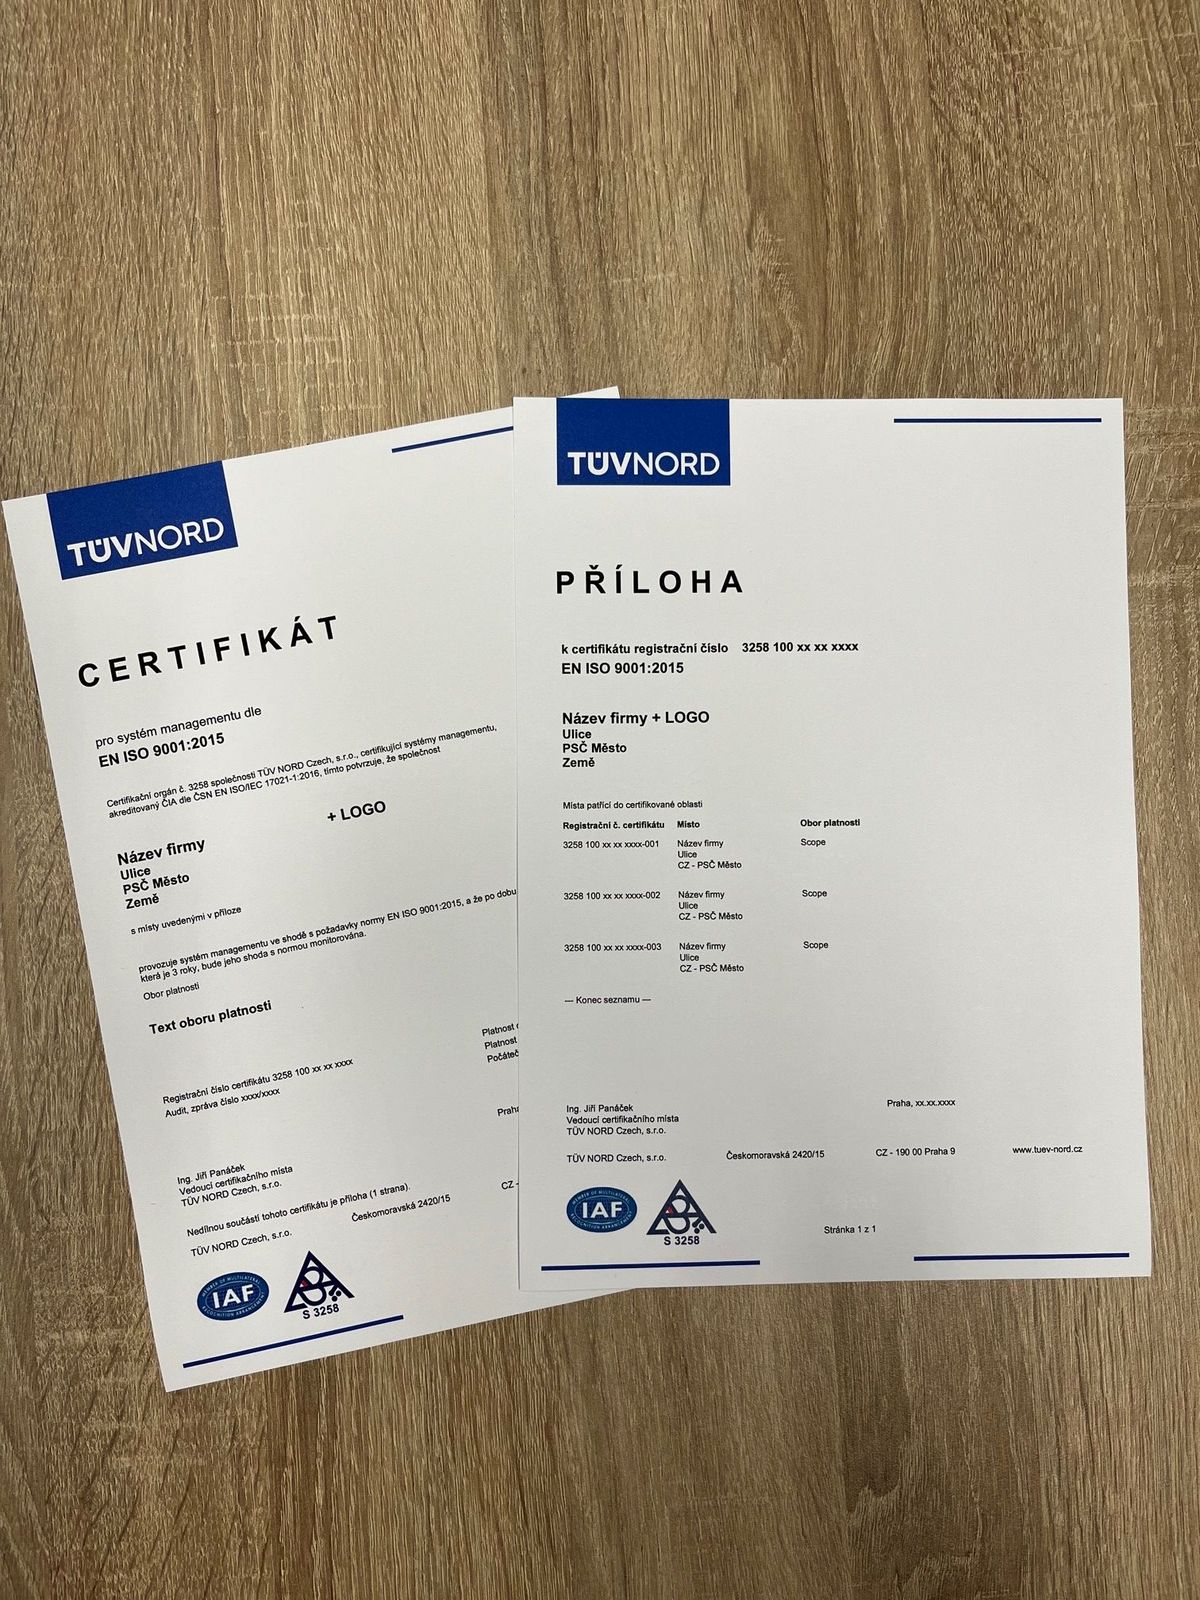 TÜVNORD
CERTIFIKÁT
pro systém managementu dle
EN ISO 9001:2015
Certifikační orgán č. 3258 společnosti TÜV NORD Czech, s.r.o., certifikující systémy managementu,
akreditovaný ČIA dle ČSN EN ISO/IEC 17021-1:2016, tímto potvrzuje, že společnost
+ LOGO
Název firmy
Ulice
PSČ Město
Země
s místy uvedenými v příloze
provozuje systém managementu ve shodě s požadavky normy EN ISO 9001:2015, a že po dobu
která je 3 roky, bude jeho shoda s normou monitorována.
Obor platnosti
Text oboru platnosti
Registrační číslo certifikátu 3258 100 xx xx xxxx
Audit, zpráva číslo xxxx/xxxx
Platnost
Platnost
Počáteč
Praha
Ing. Jiří Panáček
Vedoucí certifikačního místa
TÜV NORD Czech, s.r.o.
Nedílnou součástí tohoto certifikátu je příloha (1 strana).
TÜV NORD Czech, s.r.o. Českomoravská 2420/15 CZ -
MEMBER OF MULTILATERAL
IAF
RECOGNITION ARRANGEMENT
S 3258
TÜVNORD
PŘÍLOHA
k certifikátu registrační číslo 3258 100 xx xx xxxx
EN ISO 9001:2015
Název firmy + LOGO
Ulice
PSČ Město
Země
Místa patřící do certifikované oblasti
Registrační č. certifikátu Místo Obor platnosti
3258 100 xx xx xxxx-001 Název firmy Scope
Ulice
CZ - PSČ Město
3258 100 xx xx xxxx-002 Název firmy Scope
Ulice
CZ - PSČ Město
3258 100 xx xx xxxx-003 Název firmy Scope
Ulice
CZ - PSČ Město
--- Konec seznamu ---
Ing. Jiří Panáček Praha, xx.xx.xxxx
Vedoucí certifikačního místa
TÜV NORD Czech, s.r.o.
TÜV NORD Czech, s.r.o. Českomoravská 2420/15 CZ - 190 00 Praha 9 www.tuev-nord.cz
MEMBER OF MULTILATERAL
IAF
RECOGNITION ARRANGEMENT
S 3258
Stránka 1 z 1